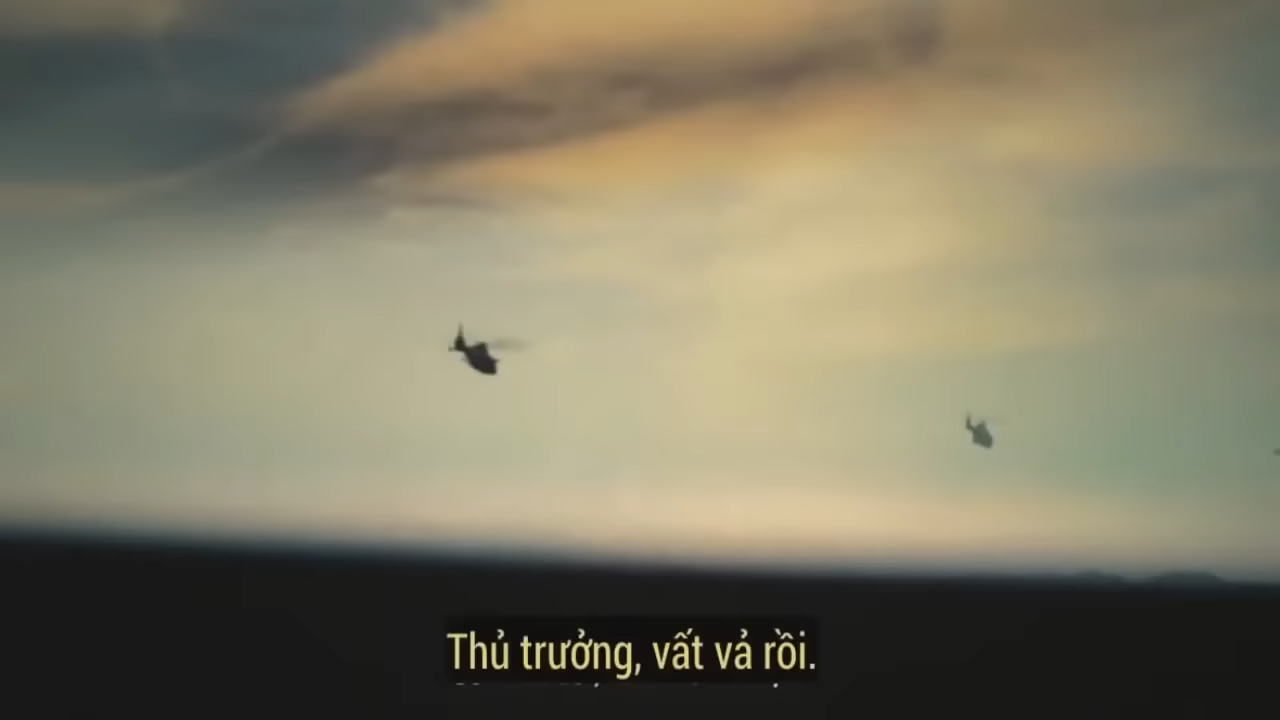 Thủ trưởng, vất vả rồi.